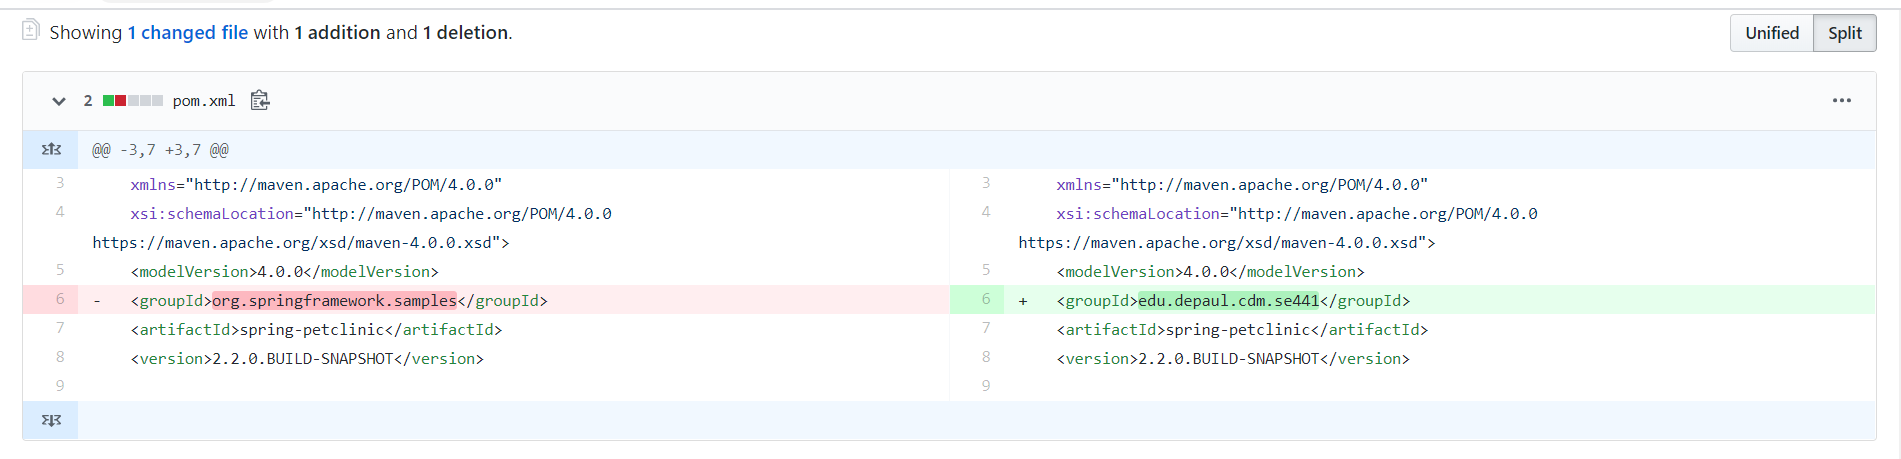 Showing 1 changed file with 1 addition and 1 deletion.
Unified Split
2 pom.xml
@@ -3,7 +3,7 @@
3 xmlns="http://maven.apache.org/POM/4.0.0"
4 xsi:schemaLocation="http://maven.apache.org/POM/4.0.0
https://maven.apache.org/xsd/maven-4.0.0.xsd">
5 <modelVersion>4.0.0</modelVersion>
6 - <groupId>org.springframework.samples</groupId>
7 <artifactId>spring-petclinic</artifactId>
8 <version>2.2.0.BUILD-SNAPSHOT</version>
9
3 xmlns="http://maven.apache.org/POM/4.0.0"
4 xsi:schemaLocation="http://maven.apache.org/POM/4.0.0
https://maven.apache.org/xsd/maven-4.0.0.xsd">
5 <modelVersion>4.0.0</modelVersion>
6 + <groupId>edu.depaul.cdm.se441</groupId>
7 <artifactId>spring-petclinic</artifactId>
8 <version>2.2.0.BUILD-SNAPSHOT</version>
9